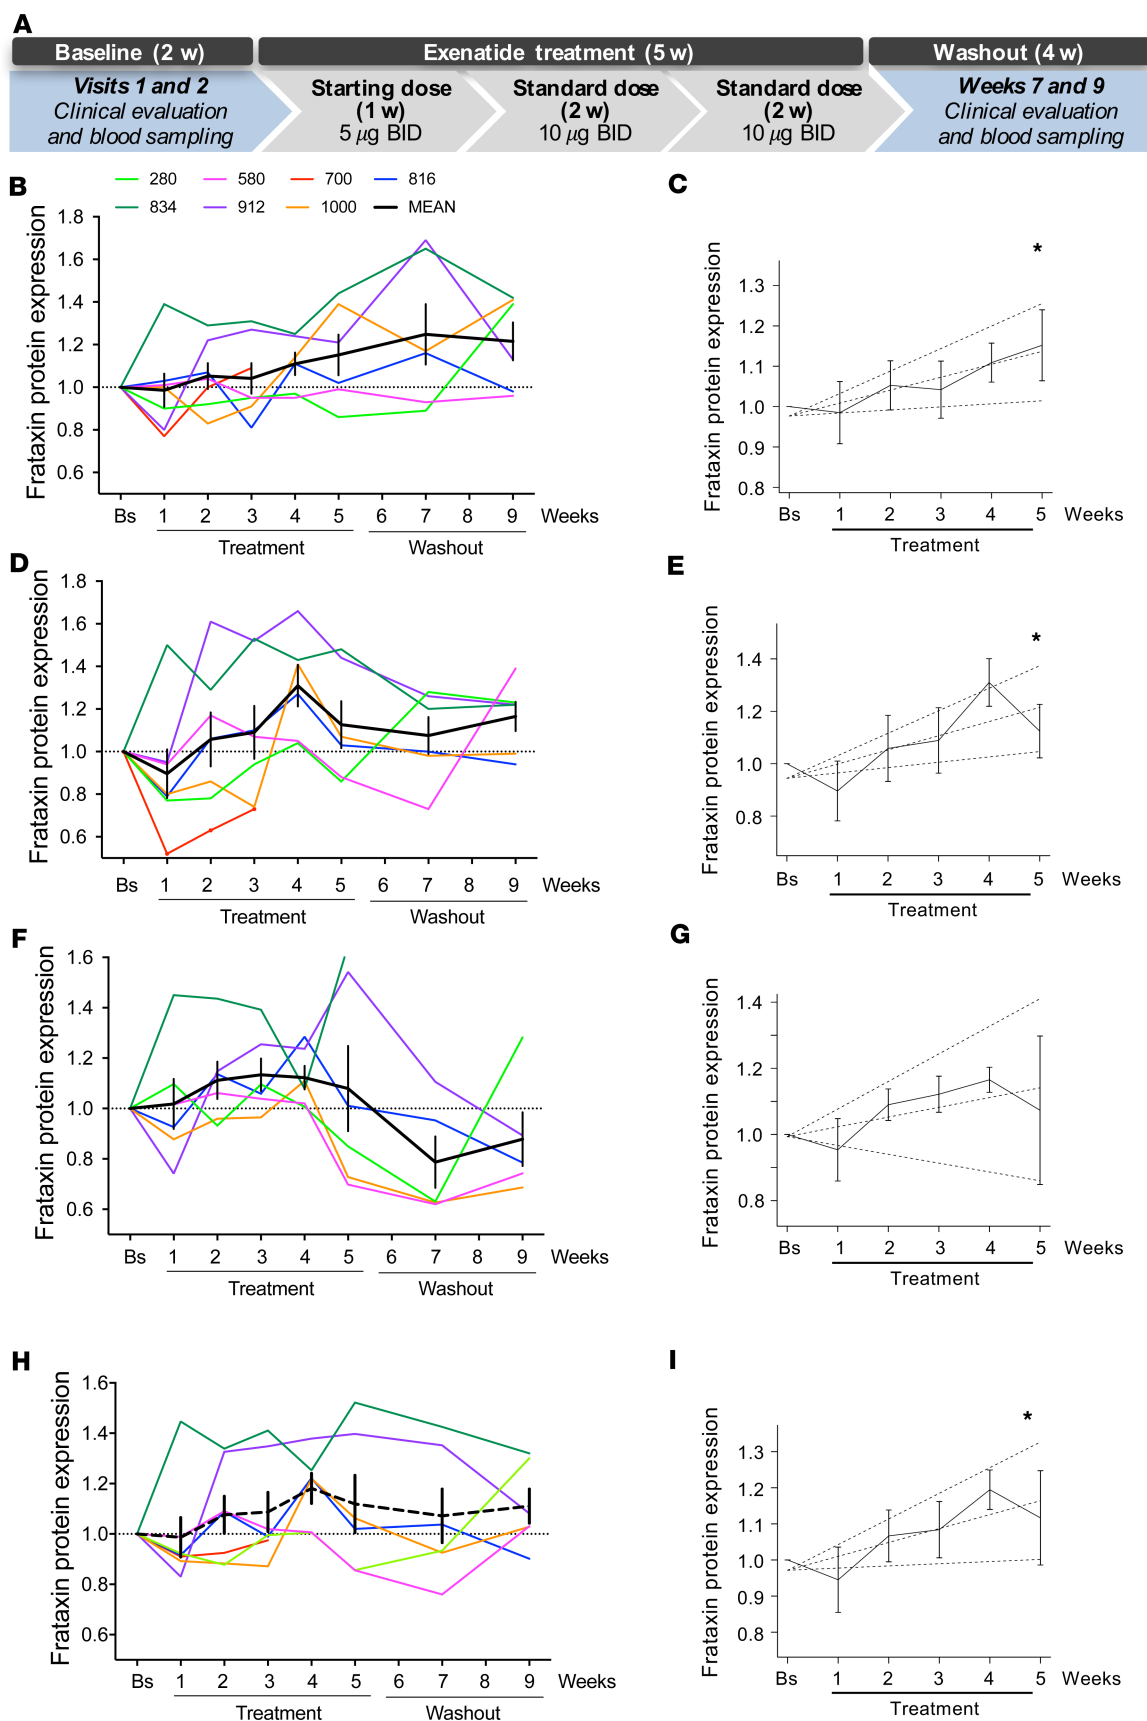 A
Baseline (2 w)
Exenatide treatment (5 w)
Washout (4 w)
Visits 1 and 2
Clinical evaluation
and blood sampling
Starting dose
(1 w)
5 µg BID
Standard dose
(2 w)
10 µg BID
Standard dose
(2 w)
10 µg BID
Weeks 7 and 9
Clinical evaluation
and blood sampling
B
280 580 700 816
834 912 1000 MEAN
Frataxin protein expression
1.8
1.6
1.4
1.2
1.0
0.8
0.6
Bs 1 2 3 4 5 6 7 8 9 Weeks
Treatment Washout
C
*
Frataxin protein expression
1.3
1.2
1.1
1.0
0.9
0.8
Bs 1 2 3 4 5 Weeks
Treatment
D
Frataxin protein expression
1.8
1.6
1.4
1.2
1.0
0.8
0.6
Bs 1 2 3 4 5 6 7 8 9 Weeks
Treatment Washout
E
*
Frataxin protein expression
1.4
1.2
1.0
0.8
Bs 1 2 3 4 5 Weeks
Treatment
F
Frataxin protein expression
1.6
1.4
1.2
1.0
0.8
0.6
Bs 1 2 3 4 5 6 7 8 9 Weeks
Treatment Washout
G
Frataxin protein expression
1.4
1.2
1.0
0.8
Bs 1 2 3 4 5 Weeks
Treatment
H
Frataxin protein expression
1.6
1.4
1.2
1.0
0.8
0.6
Bs 1 2 3 4 5 6 7 8 9 Weeks
Treatment Washout
I
*
Frataxin protein expression
1.3
1.2
1.1
1.0
0.9
0.8
Bs 1 2 3 4 5 Weeks
Treatment